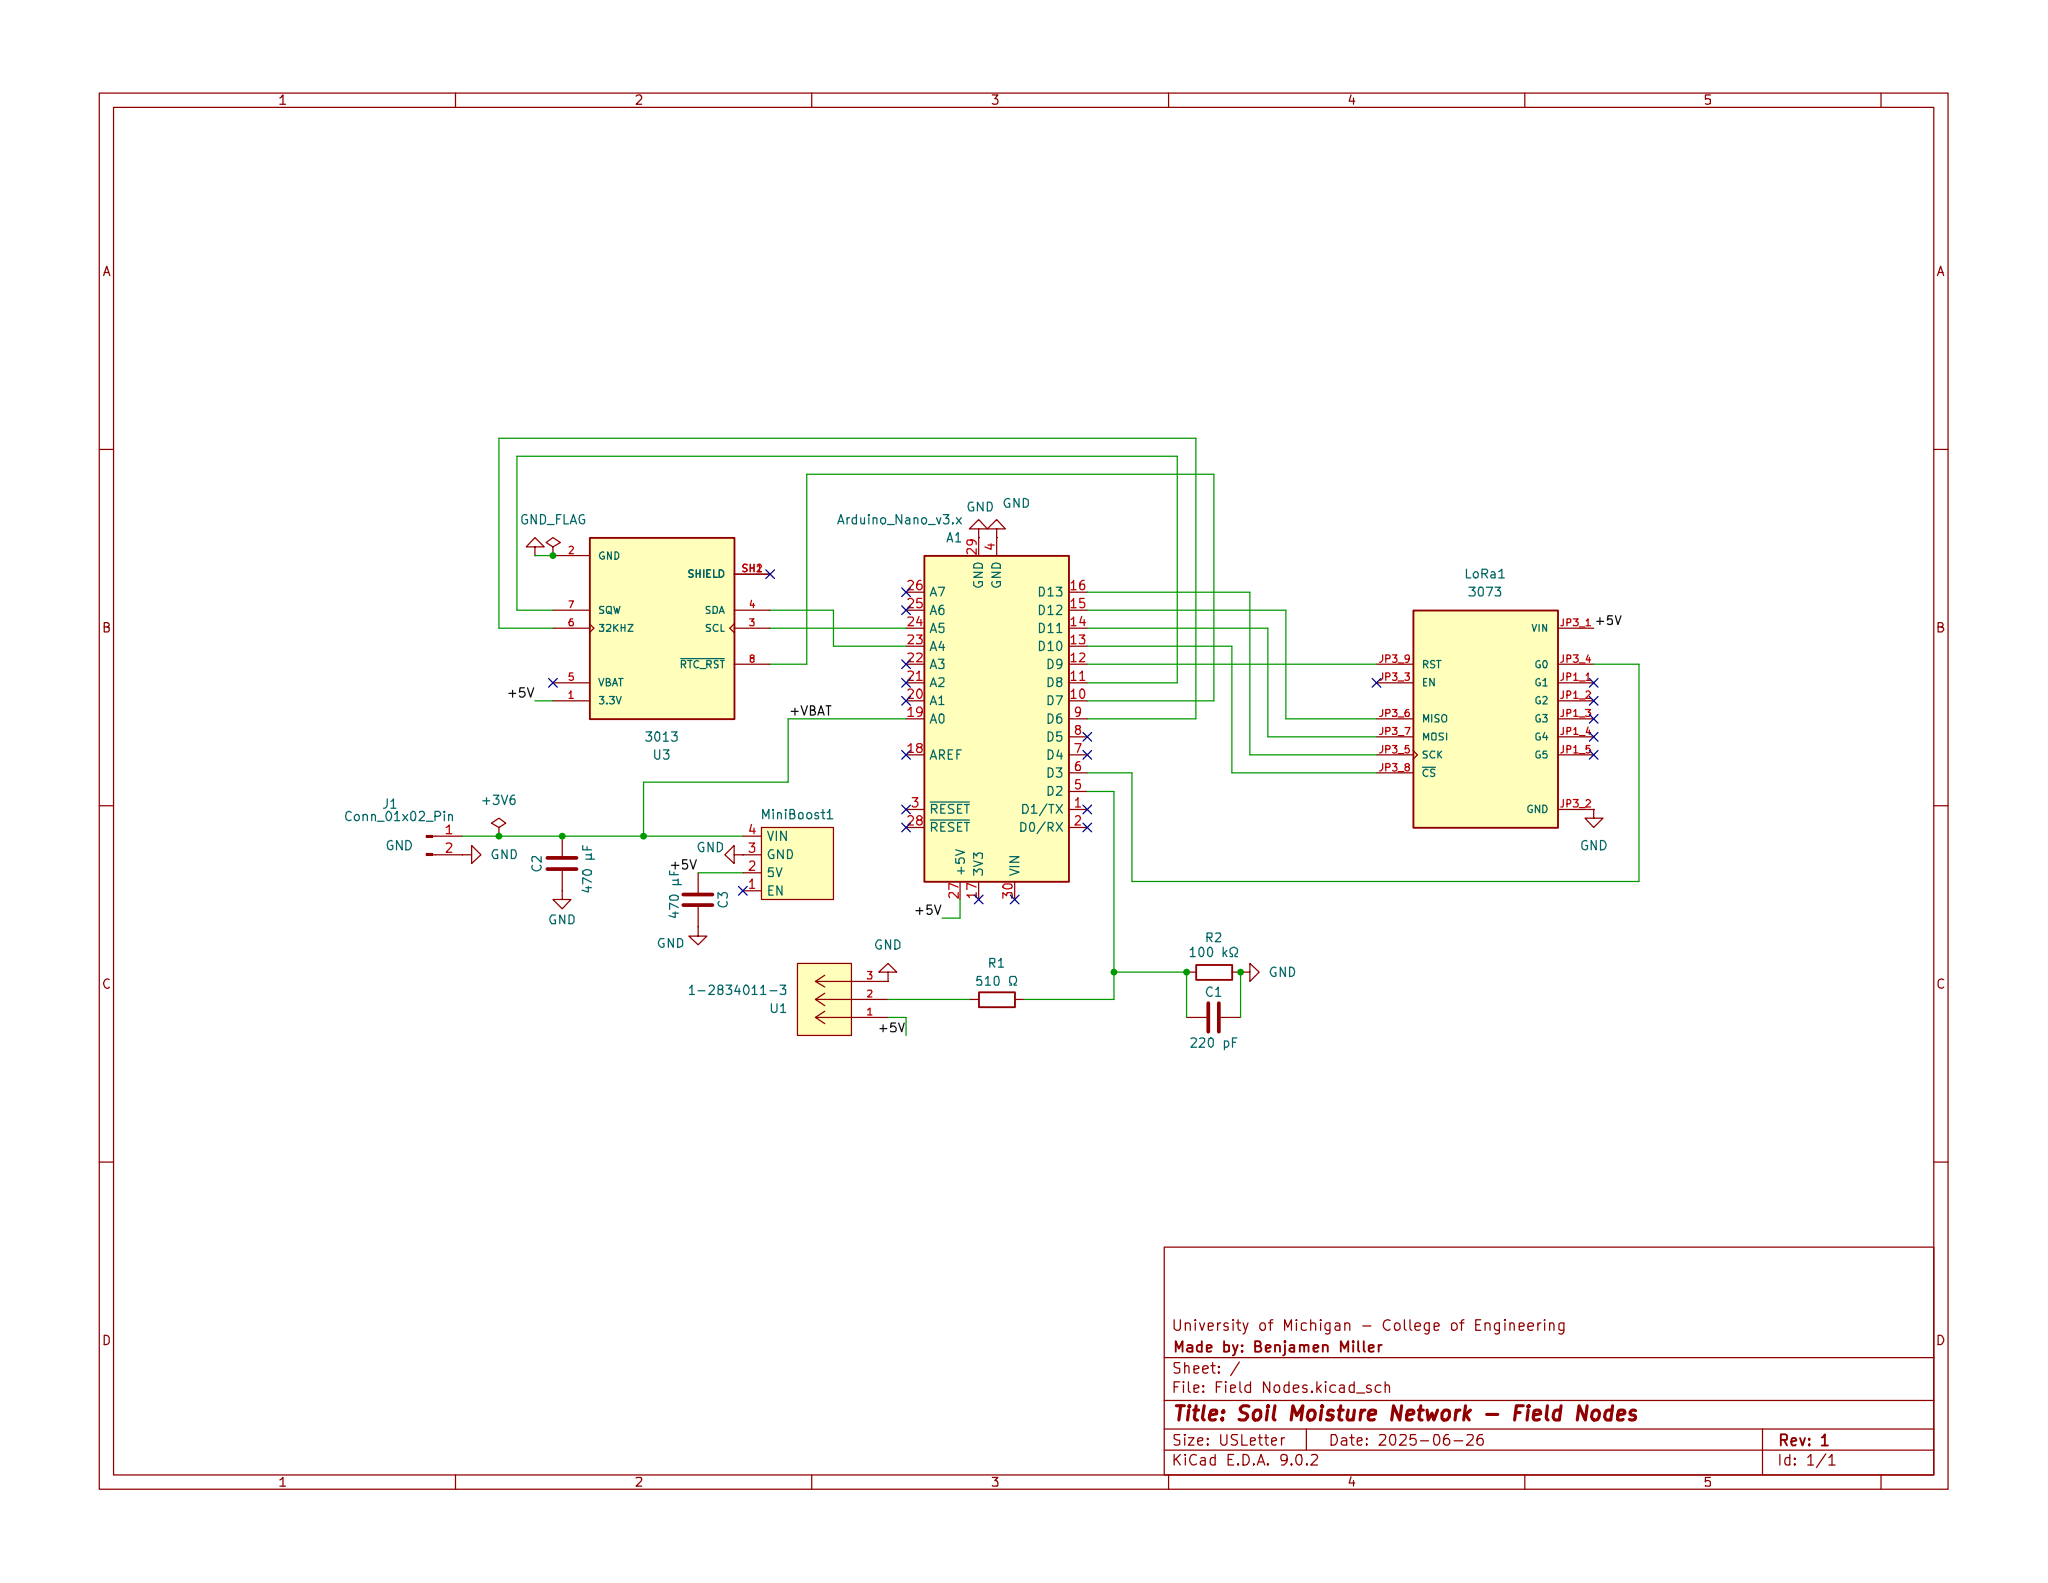 1 2 3 4 5
A A
B B
C C
D D
GND_FLAG
2 GND
SHIELD
7 SQW
6 32KHZ
5 VBAT
+5V 1 3.3V
SDA 4
SCL 3
RTC_RST 8
3013
U3
Arduino_Nano_v3.x
A1
GND GND
29 4
GND GND
26 A7
25 A6
24 A5
23 A4
22 A3
21 A2
20 A1
19 A0
18 AREF
3 RESET
28 RESET
D13 16
D12 15
D11 14
D10 13
D9 12
D8 11
D7 10
D6 9
D5 8
D4 7
D3 6
D2 5
D1/TX 1
D0/RX 2
+5V 3V3 VIN
27 17 30
+5V
+VBAT
LoRa1
3073
JP3_9 RST
JP3_3 EN
JP3_6 MISO
JP3_7 MOSI
JP3_5 SCK
JP3_8 CS
VIN JP3_1 +5V
G0 JP3_4
G1 JP1_1
G2 JP1_2
G3 JP1_3
G4 JP1_4
G5 JP1_5
GND JP3_2
GND
J1
Conn_01x02_Pin
1
GND 2 GND
+3V6
C2
470 µF
GND
MiniBoost1
4 VIN
GND 3 GND
+5V 2 5V
1 EN
470 µF
C3
GND
GND
1-2834011-3
U1
3
2
1
+5V
R1
510 Ω
R2
100 kΩ
GND
C1
220 pF
University of Michigan - College of Engineering
Made by: Benjamen Miller
Sheet: /
File: Field Nodes.kicad_sch
Title: Soil Moisture Network - Field Nodes
Size: USLetter Date: 2025-06-26 Rev: 1
KiCad E.D.A. 9.0.2 Id: 1/1
1 2 3 4 5